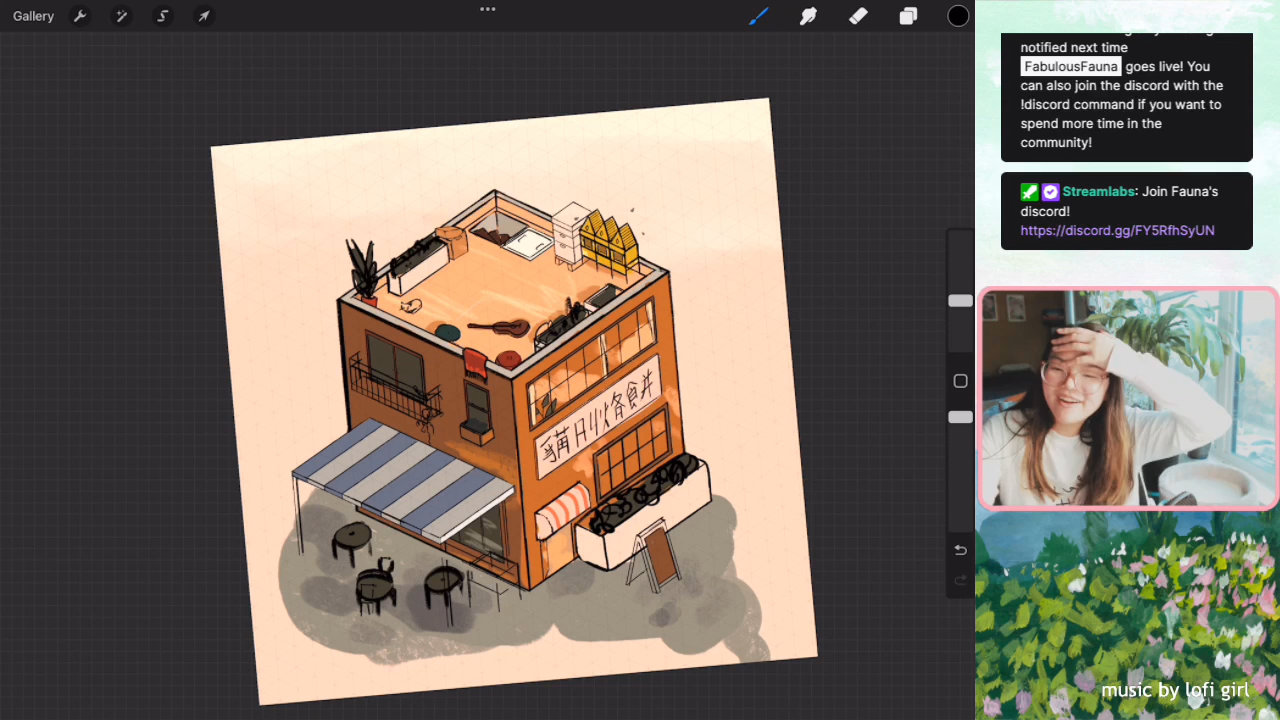 Gallery
notified next time
FabulousFauna goes live! You
can also join the discord with the
!discord command if you want to
spend more time in the
community!
Streamlabs: Join Fauna's
discord!
https://discord.gg/FY5RfhSyUN
music by lofi girl